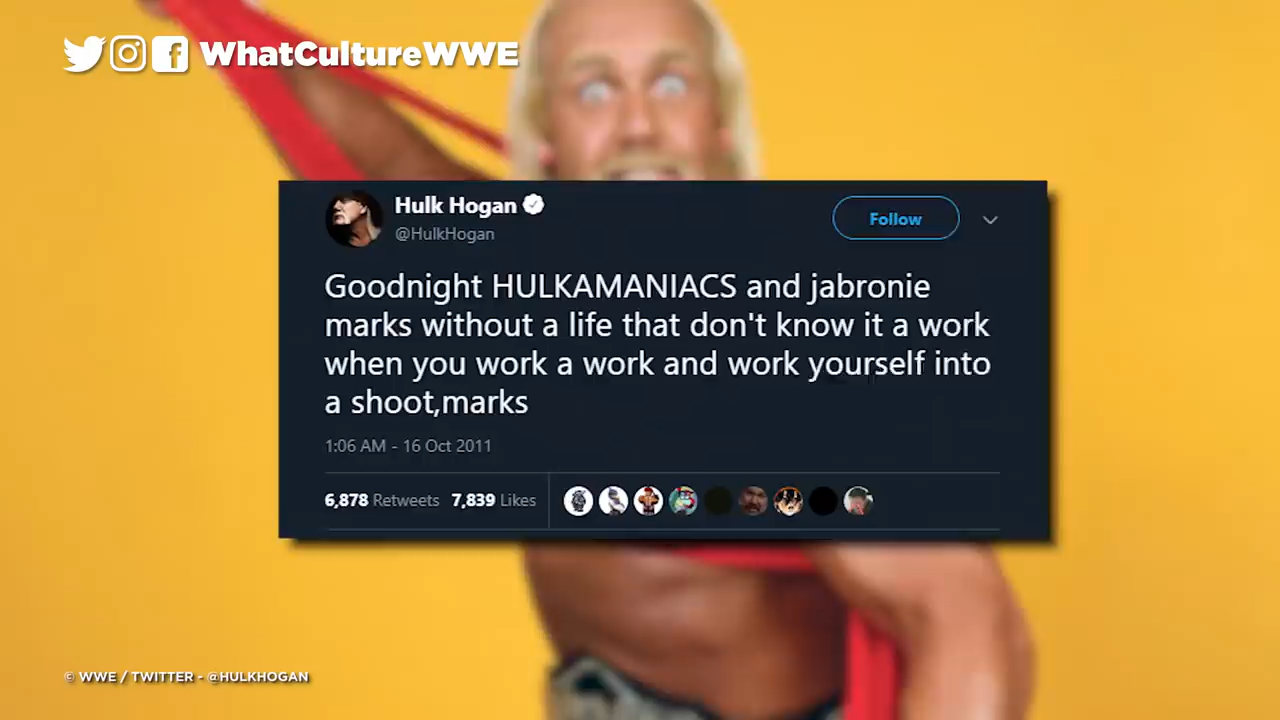 WhatCultureWWE
Hulk Hogan
@HulkHogan
Follow
Goodnight HULKAMANIACS and jabronie
marks without a life that don't know it a work
when you work a work and work yourself into
a shoot,marks
1:06 AM - 16 Oct 2011
6,878 Retweets 7,839 Likes
© WWE / TWITTER - @HULKHOGAN